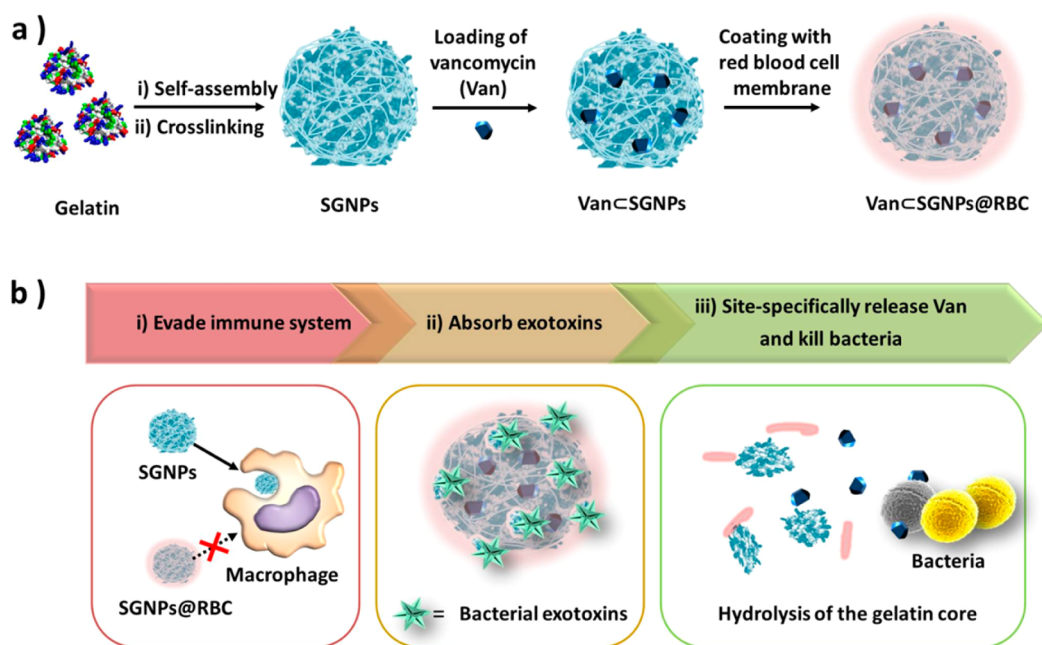 a )
i) Self-assembly
ii) Crosslinking
Loading of
vancomycin
(Van)
Coating with
red blood cell
membrane
Gelatin
SGNPs
Van⊂SGNPs
Van⊂SGNPs@RBC
b )
i) Evade immune system
ii) Absorb exotoxins
iii) Site-specifically release Van
and kill bacteria
SGNPs
Macrophage
SGNPs@RBC
= Bacterial exotoxins
Bacteria
Hydrolysis of the gelatin core